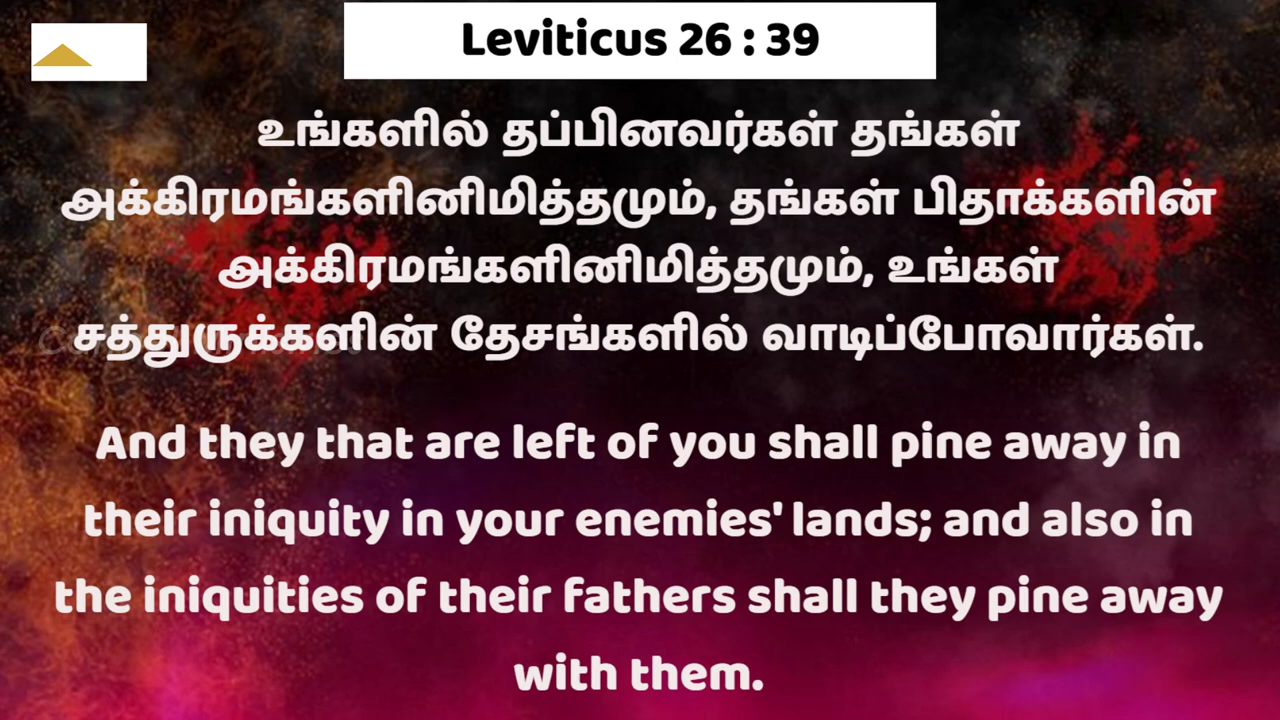 Leviticus 26 : 39
உங்களில் தப்பினவர்கள் தங்கள்
அக்கிரமங்களினிமித்தமும், தங்கள் பிதாக்களின்
அக்கிரமங்களினிமித்தமும், உங்கள்
சத்துருக்களின் தேசங்களில் வாடிப்போவார்கள்.
And they that are left of you shall pine away in
their iniquity in your enemies' lands; and also in
the iniquities of their fathers shall they pine away
with them.